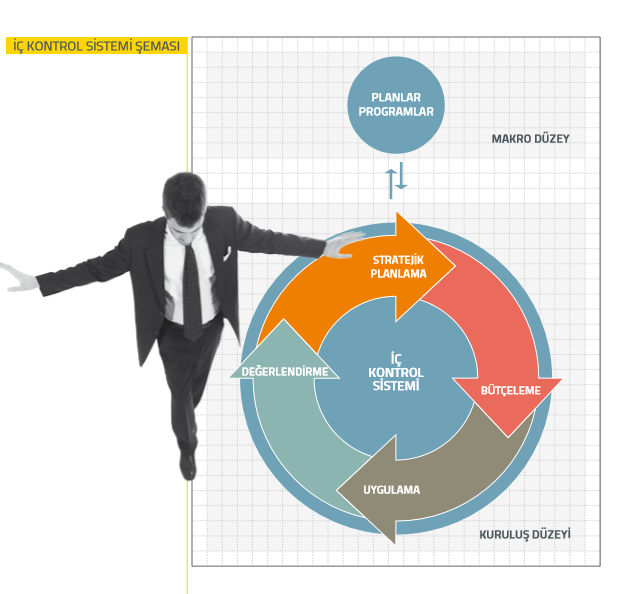 İÇ KONTROL SİSTEMİ ŞEMASI
PLANLAR
PROGRAMLAR
MAKRO DÜZEY
STRATEJİK
PLANLAMA
DEĞERLENDİRME
İÇ
KONTROL
SİSTEMİ
BÜTÇELEME
UYGULAMA
KURULUŞ DÜZEYİ